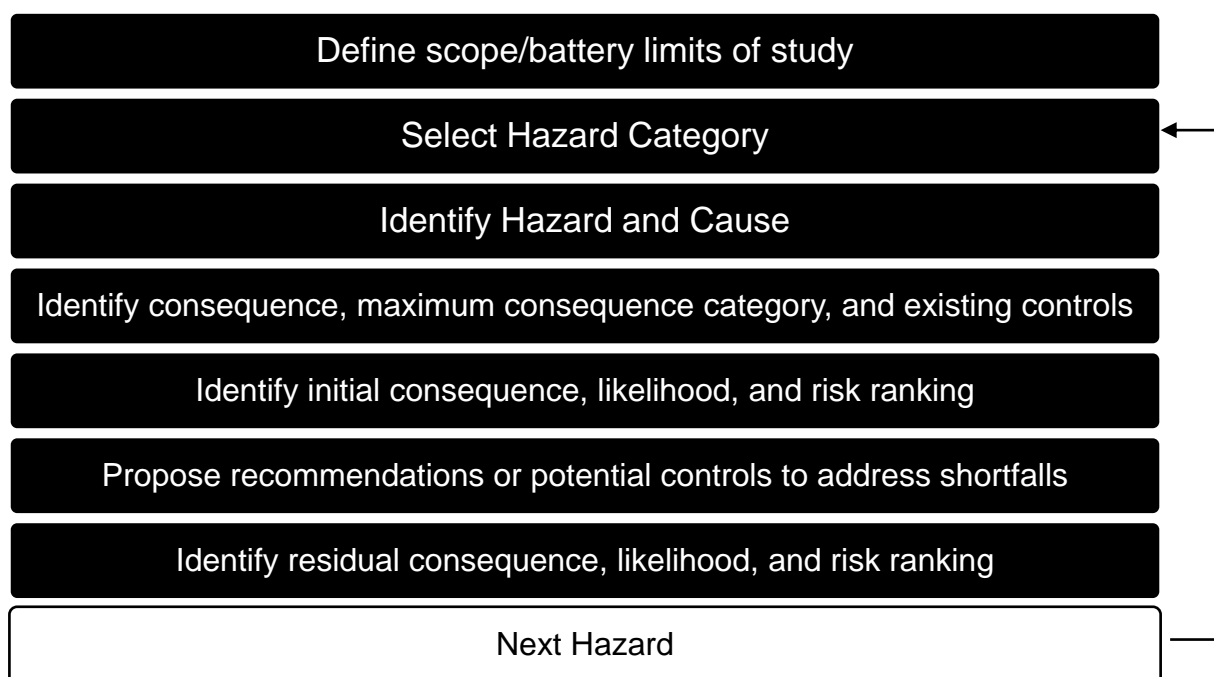 Define scope/battery limits of study
Select Hazard Category
Identify Hazard and Cause
Identify consequence, maximum consequence category, and existing controls
Identify initial consequence, likelihood, and risk ranking
Propose recommendations or potential controls to address shortfalls
Identify residual consequence, likelihood, and risk ranking
Next Hazard